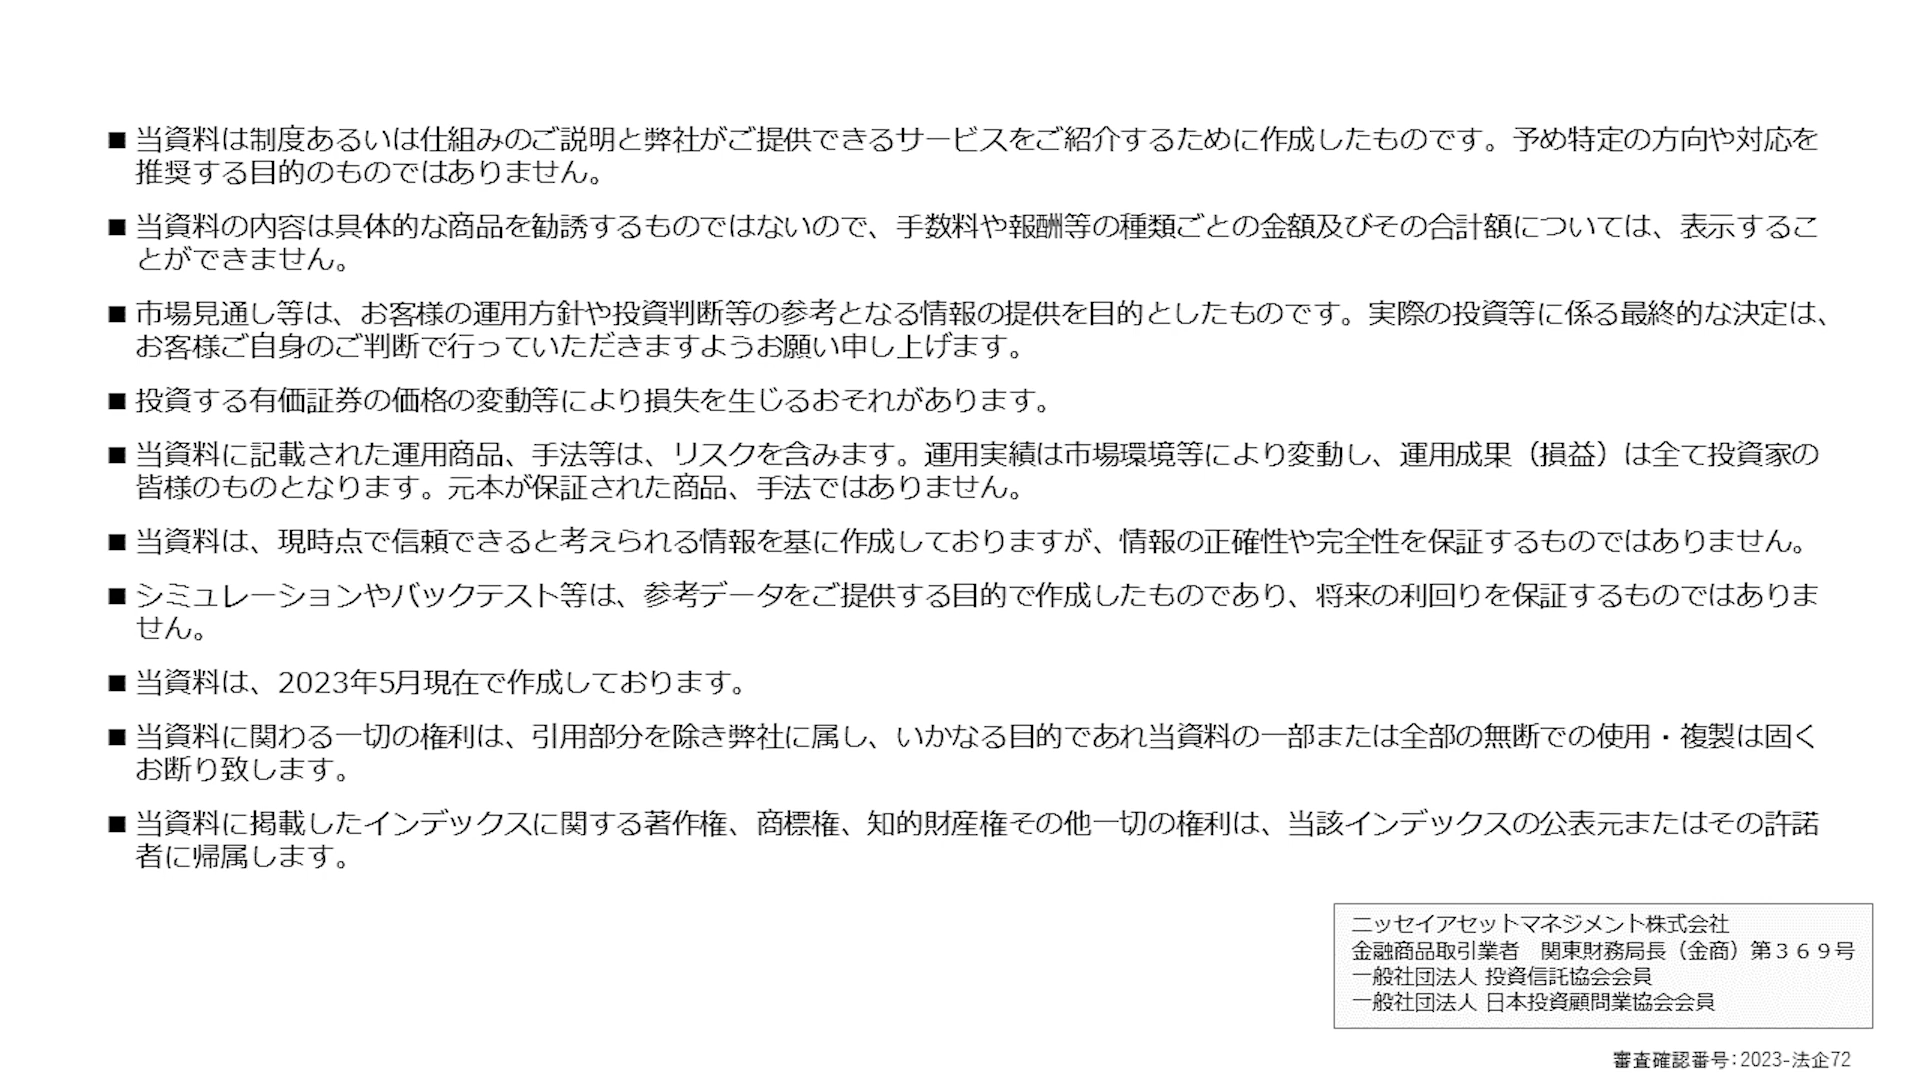 ■ 当資料は制度あるいは仕組みのご説明と弊社がご提供できるサービスをご紹介するために作成したものです。予め特定の方向や対応を
推奨する目的のものではありません。
■ 当資料の内容は具体的な商品を勧誘するものではないので、手数料や報酬等の種類ごとの金額及びその合計額については、表示するこ
とができません。
■ 市場見通し等は、お客様の運用方針や投資判断等の参考となる情報の提供を目的としたものです。実際の投資等に係る最終的な決定は、
お客様ご自身のご判断で行っていただきますようお願い申し上げます。
■ 投資する有価証券の価格の変動等により損失を生じるおそれがあります。
■ 当資料に記載された運用商品、手法等は、リスクを含みます。運用実績は市場環境等により変動し、運用成果（損益）は全て投資家の
皆様のものとなります。元本が保証された商品、手法ではありません。
■ 当資料は、現時点で信頼できると考えられる情報を基に作成しておりますが、情報の正確性や完全性を保証するものではありません。
■ シミュレーションやバックテスト等は、参考データをご提供する目的で作成したものであり、将来の利回りを保証するものではありま
せん。
■ 当資料は、2023年5月現在で作成しております。
■ 当資料に関わる一切の権利は、引用部分を除き弊社に属し、いかなる目的であれ当資料の一部または全部の無断での使用・複製は固く
お断り致します。
■ 当資料に掲載したインデックスに関する著作権、商標権、知的財産権その他一切の権利は、当該インデックスの公表元またはその許諾
者に帰属します。
ニッセイアセットマネジメント株式会社
金融商品取引業者　関東財務局長（金商）第３６９号
一般社団法人 投資信託協会会員
一般社団法人 日本投資顧問業協会会員
審査確認番号：2023-法企72